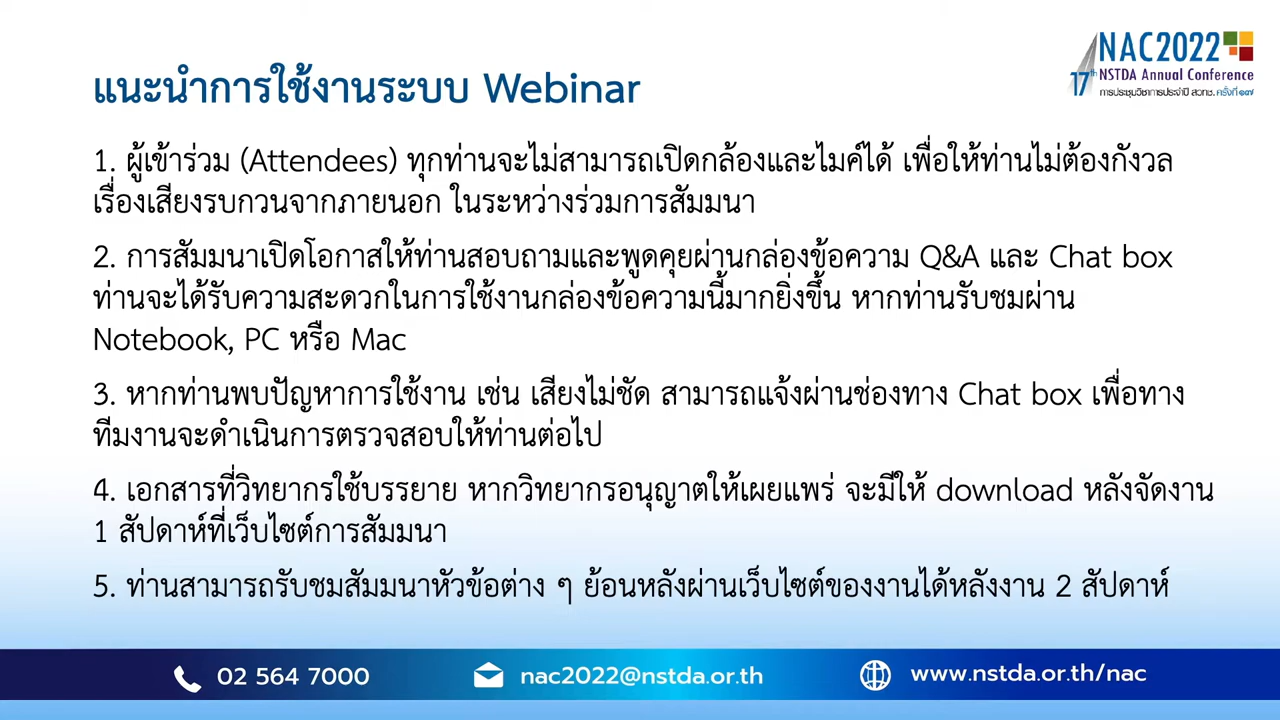 NAC2022
17th NSTDA Annual Conference
การประชุมวิชาการประจำปี สวทช. ครั้งที่ ๑๗
แนะนำการใช้งานระบบ Webinar
1. ผู้เข้าร่วม (Attendees) ทุกท่านจะไม่สามารถเปิดกล้องและไมค์ได้ เพื่อให้ท่านไม่ต้องกังวล
เรื่องเสียงรบกวนจากภายนอก ในระหว่างร่วมการสัมมนา
2. การสัมมนาเปิดโอกาสให้ท่านสอบถามและพูดคุยผ่านกล่องข้อความ Q&A และ Chat box
ท่านจะได้รับความสะดวกในการใช้งานกล่องข้อความนี้มากยิ่งขึ้น หากท่านรับชมผ่าน
Notebook, PC หรือ Mac
3. หากท่านพบปัญหาการใช้งาน เช่น เสียงไม่ชัด สามารถแจ้งผ่านช่องทาง Chat box เพื่อทาง
ทีมงานจะดำเนินการตรวจสอบให้ท่านต่อไป
4. เอกสารที่วิทยากรใช้บรรยาย หากวิทยากรอนุญาตให้เผยแพร่ จะมีให้ download หลังจัดงาน
1 สัปดาห์ที่เว็บไซต์การสัมมนา
5. ท่านสามารถรับชมสัมมนาหัวข้อต่าง ๆ ย้อนหลังผ่านเว็บไซต์ของงานได้หลังงาน 2 สัปดาห์
02 564 7000 nac2022@nstda.or.th www.nstda.or.th/nac